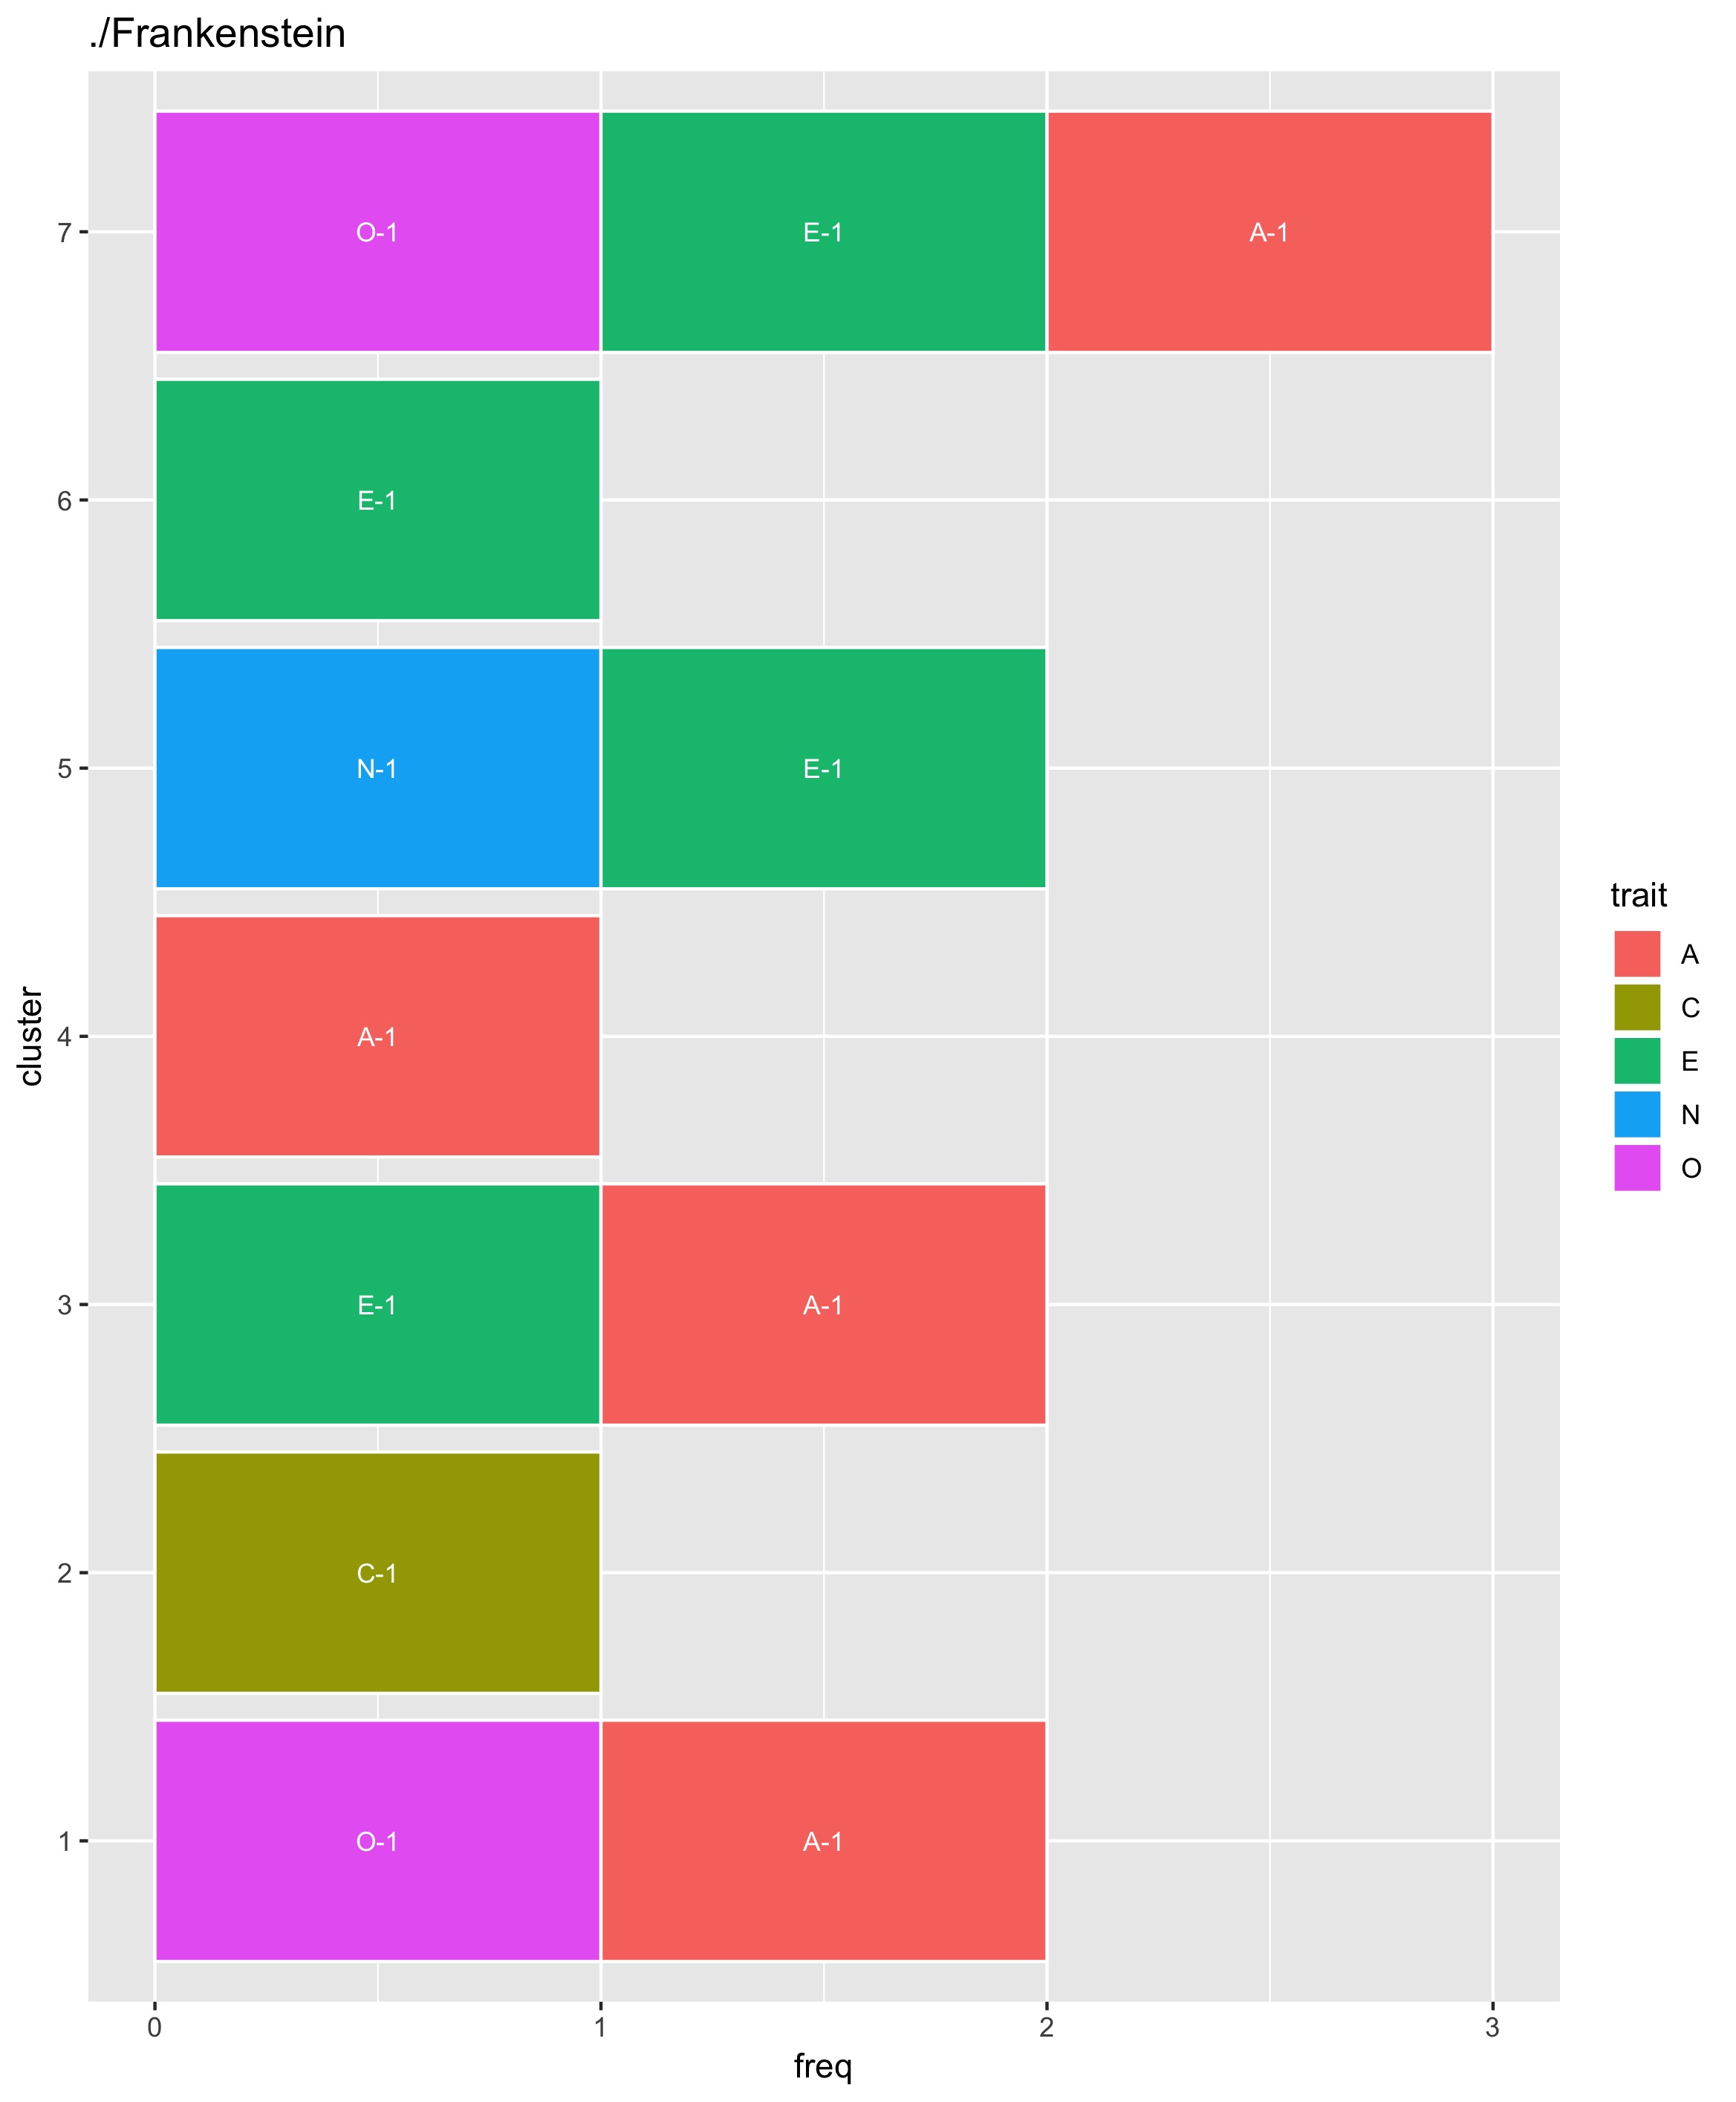 ./Frankenstein
7
O-1 E-1 A-1
6
E-1
5
N-1 E-1
4
A-1
3
E-1 A-1
2
C-1
1
O-1 A-1
0 1 2 3
freq
cluster
trait
A
C
E
N
O